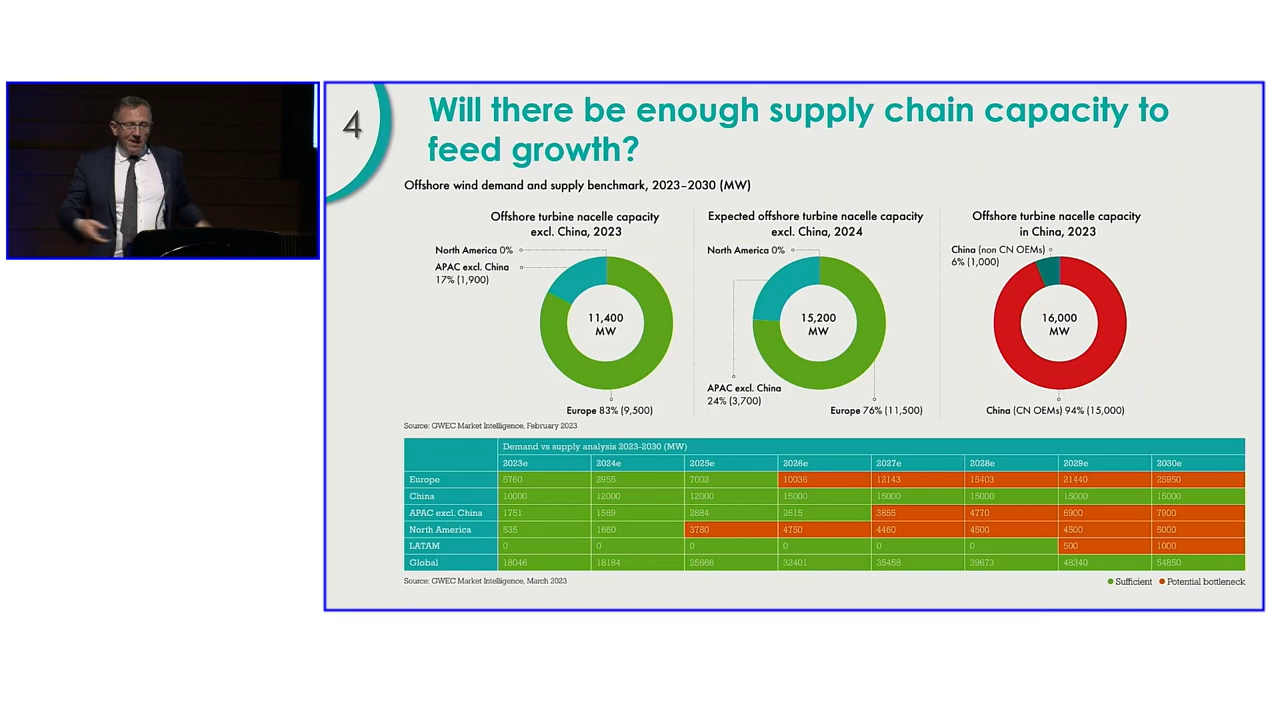 4
Will there be enough supply chain capacity to
feed growth?
Offshore wind demand and supply benchmark, 2023–2030 (MW)
Offshore turbine nacelle capacity
excl. China, 2023
North America 0%
APAC excl. China
17% (1,900)
11,400
MW
Europe 83% (9,500)
Expected offshore turbine nacelle capacity
excl. China, 2024
North America 0%
15,200
MW
APAC excl. China
24% (3,700)
Europe 76% (11,500)
Offshore turbine nacelle capacity
in China, 2023
China (non CN OEMs)
6% (1,000)
16,000
MW
China (CN OEMs) 94% (15,000)
Source: GWEC Market Intelligence, February 2023
Demand vs supply analysis 2023-2030 (MW)
2023e 2024e 2025e 2026e 2027e 2028e 2029e 2030e
Europe 5760 2955 7002 10036 12143 15403 21440 25950
China 10000 12000 12000 15000 15000 15000 15000 15000
APAC excl. China 1751 1569 2884 2615 3855 4770 6900 7900
North America 535 1660 3780 4750 4460 4500 4500 5000
LATAM 0 0 0 0 0 0 500 1000
Global 18046 18184 25666 32401 35458 39673 48340 54850
Source: GWEC Market Intelligence, March 2023
Sufficient Potential bottleneck